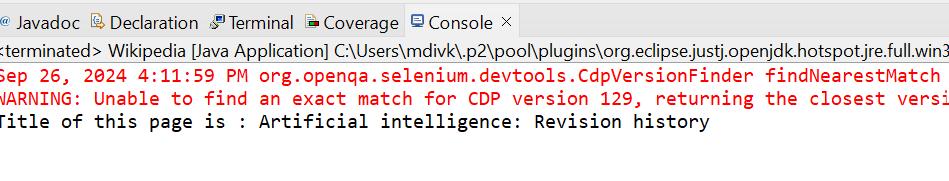 @ Javadoc Declaration Terminal Coverage Console ×
<terminated> Wikipedia [Java Application] C:\Users\mdivk\.p2\pool\plugins\org.eclipse.justj.openjdk.hotspot.jre.full.win3
Sep 26, 2024 4:11:59 PM org.openqa.selenium.devtools.CdpVersionFinder findNearestMatch
WARNING: Unable to find an exact match for CDP version 129, returning the closest versi
Title of this page is : Artificial intelligence: Revision history